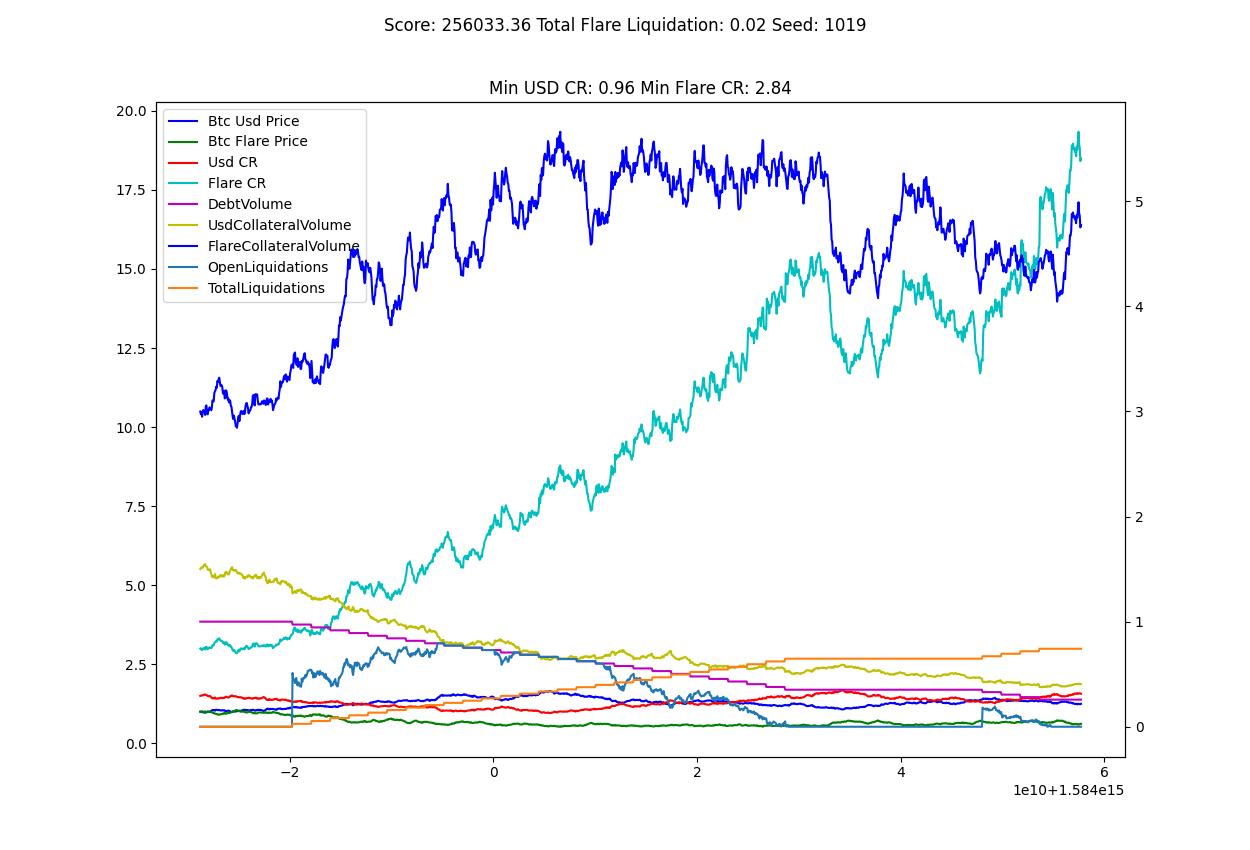 Score: 256033.36 Total Flare Liquidation: 0.02 Seed: 1019
Min USD CR: 0.96 Min Flare CR: 2.84
Btc Usd Price
Btc Flare Price
Usd CR
Flare CR
DebtVolume
UsdCollateralVolume
FlareCollateralVolume
OpenLiquidations
TotalLiquidations
20.0
17.5
15.0
12.5
10.0
7.5
5.0
2.5
0.0
5
4
3
2
1
0
−2 0 2 4 6
1e10+1.584e15